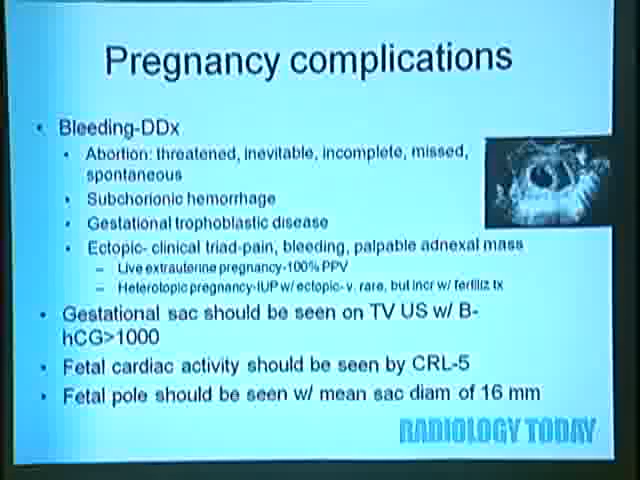 Pregnancy complications
• Bleeding-DDx
• Abortion: threatened, inevitable, incomplete, missed,
spontaneous
• Subchorionic hemorrhage
• Gestational trophoblastic disease
• Ectopic- clinical triad-pain, bleeding, palpable adnexal mass
– Live extrauterine pregnancy-100% PPV
– Heterotopic pregnancy-IUP w/ ectopic- v. rare, but incr w/ fertiliz tx
• Gestational sac should be seen on TV US w/ B-
hCG>1000
• Fetal cardiac activity should be seen by CRL-5
• Fetal pole should be seen w/ mean sac diam of 16 mm
RADIOLOGY TODAY